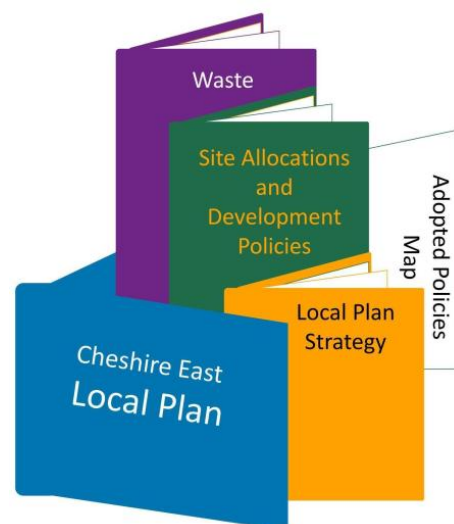 Waste
Site Allocations
and
Development
Policies
Adopted Policies
Map
Local Plan
Strategy
Cheshire East
Local Plan